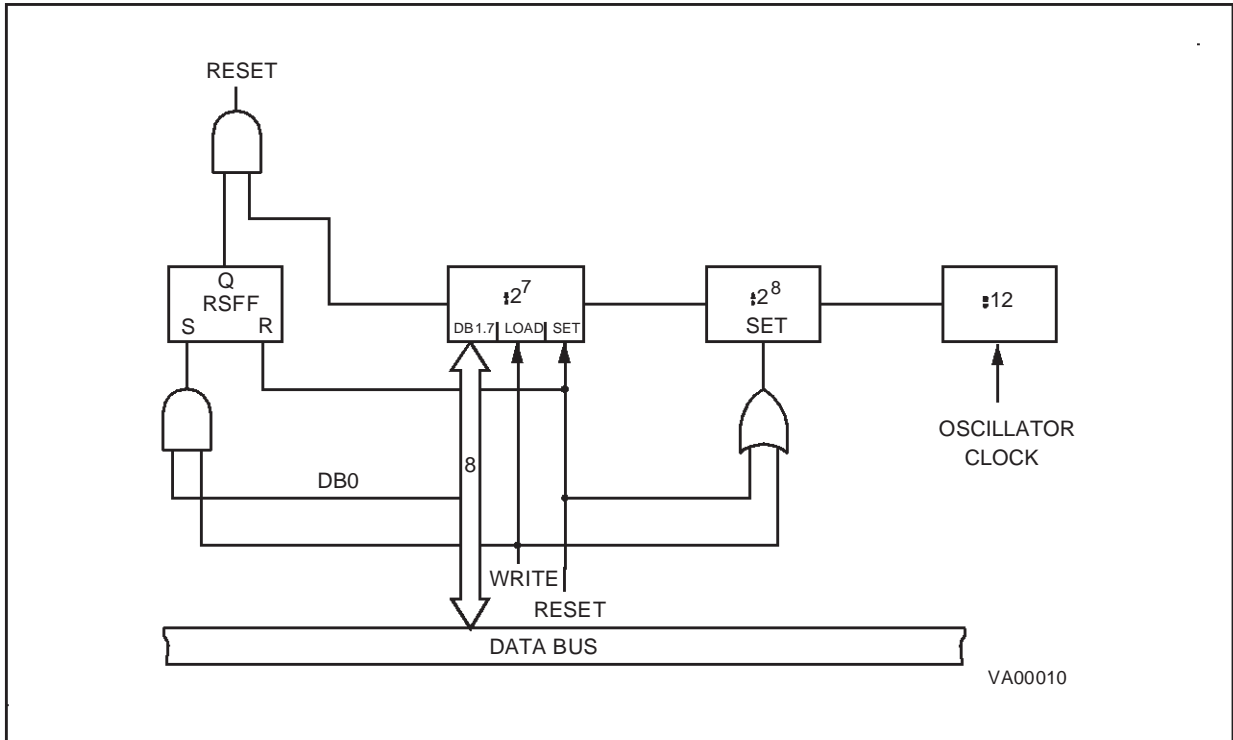 RESET
Q
RSFF
S R
:2⁷
DB1.7 LOAD SET
:2⁸
SET
:12
OSCILLATOR
CLOCK
8
DB0
WRITE
RESET
DATA BUS
VA00010